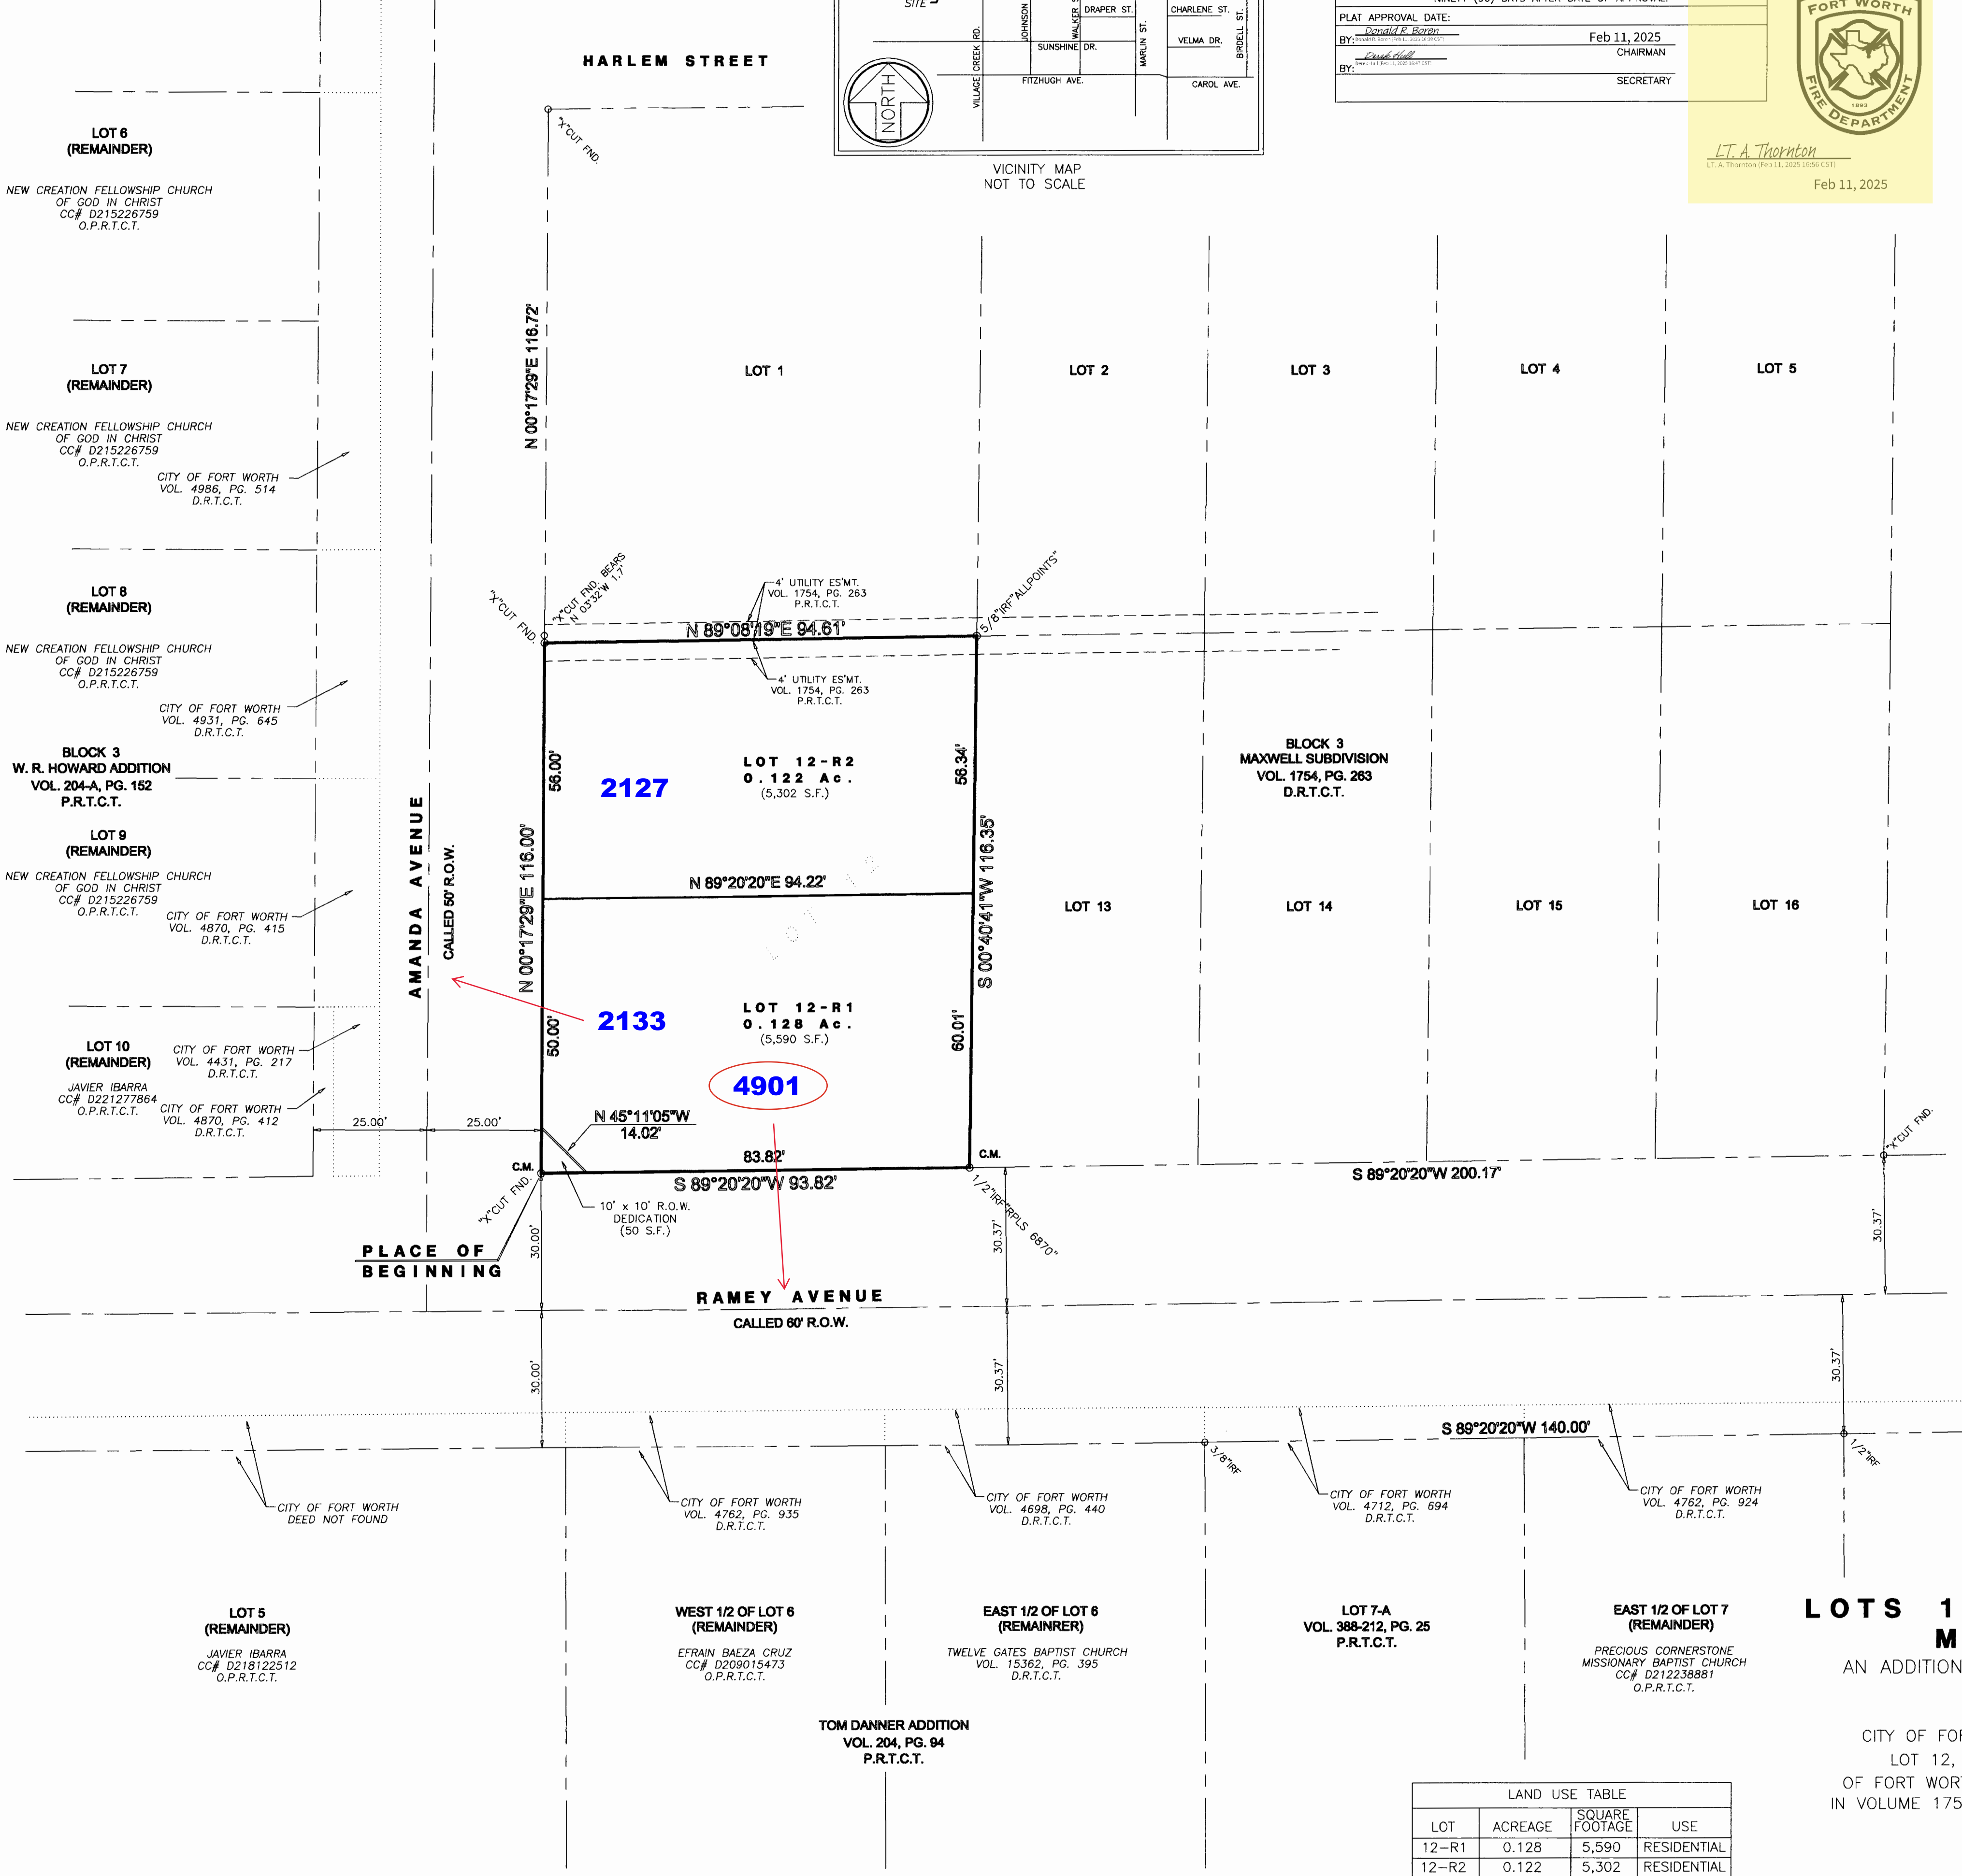 SITE
JOHNSON
WALKER S
DRAPER ST.
CHARLENE ST.
SUNSHINE DR.
VELMA DR.
MARLIN ST.
BIRDELL ST.
VILLAGE CREEK RD.
FITZHUGH AVE.
CAROL AVE.
NORTH
VICINITY MAP
NOT TO SCALE
NINETY (90) DAYS AFTER DATE OF APPROVAL.
PLAT APPROVAL DATE:
BY: Donald R. Boren
Feb 11, 2025
CHAIRMAN
BY:
SECRETARY
FORT WORTH
1893
FIRE DEPARTMENT
LT. A. Thornton
LT. A. Thornton (Feb 11, 2025 16:56 CST)
Feb 11, 2025
HARLEM STREET
"X"CUT FND.
LOT 6
(REMAINDER)
NEW CREATION FELLOWSHIP CHURCH
OF GOD IN CHRIST
CC# D215226759
O.P.R.T.C.T.
LOT 7
(REMAINDER)
NEW CREATION FELLOWSHIP CHURCH
OF GOD IN CHRIST
CC# D215226759
O.P.R.T.C.T.
CITY OF FORT WORTH
VOL. 4986, PG. 514
D.R.T.C.T.
N 00°17'29"E 116.72'
LOT 1
LOT 2
LOT 3
LOT 4
LOT 5
LOT 8
(REMAINDER)
NEW CREATION FELLOWSHIP CHURCH
OF GOD IN CHRIST
CC# D215226759
O.P.R.T.C.T.
CITY OF FORT WORTH
VOL. 4931, PG. 645
D.R.T.C.T.
"X"CUT FND.
"X"CUT FND. BEARS
N 03°32'W 1.7'
4' UTILITY ES'MT.
VOL. 1754, PG. 263
P.R.T.C.T.
5/8"IRF"ALLPOINTS"
N 89°08'19"E 94.61'
4' UTILITY ES'MT.
VOL. 1754, PG. 263
P.R.T.C.T.
BLOCK 3
W. R. HOWARD ADDITION
VOL. 204-A, PG. 152
P.R.T.C.T.
56.00'
2127
LOT 12-R2
0.122 Ac.
(5,302 S.F.)
56.34'
BLOCK 3
MAXWELL SUBDIVISION
VOL. 1754, PG. 263
D.R.T.C.T.
LOT 9
(REMAINDER)
NEW CREATION FELLOWSHIP CHURCH
OF GOD IN CHRIST
CC# D215226759
O.P.R.T.C.T.
CITY OF FORT WORTH
VOL. 4870, PG. 415
D.R.T.C.T.
AMANDA AVENUE
CALLED 50' R.O.W.
N 00°17'29"E 116.00'
N 89°20'20"E 94.22'
LOT 12
S 00°40'41"W 116.35'
LOT 13
LOT 14
LOT 15
LOT 16
LOT 10
(REMAINDER)
JAVIER IBARRA
CC# D221277864
O.P.R.T.C.T.
CITY OF FORT WORTH
VOL. 4431, PG. 217
D.R.T.C.T.
CITY OF FORT WORTH
VOL. 4870, PG. 412
D.R.T.C.T.
25.00'
25.00'
50.00'
2133
LOT 12-R1
0.128 Ac.
(5,590 S.F.)
60.01'
4901
N 45°11'05"W
14.02'
C.M.
83.82'
C.M.
S 89°20'20"W 93.82'
"X"CUT FND.
1/2"IRF"RPLS 6870"
S 89°20'20"W 200.17'
"X"CUT FND.
10' x 10' R.O.W.
DEDICATION
(50 S.F.)
30.00'
30.37'
30.37'
PLACE OF
BEGINNING
RAMEY AVENUE
CALLED 60' R.O.W.
30.00'
30.37'
30.37'
S 89°20'20"W 140.00'
3/8"IRF
1/2"IRF
CITY OF FORT WORTH
DEED NOT FOUND
CITY OF FORT WORTH
VOL. 4762, PG. 935
D.R.T.C.T.
CITY OF FORT WORTH
VOL. 4698, PG. 440
D.R.T.C.T.
CITY OF FORT WORTH
VOL. 4712, PG. 694
D.R.T.C.T.
CITY OF FORT WORTH
VOL. 4762, PG. 924
D.R.T.C.T.
LOT 5
(REMAINDER)
JAVIER IBARRA
CC# D218122512
O.P.R.T.C.T.
WEST 1/2 OF LOT 6
(REMAINDER)
EFRAIN BAEZA CRUZ
CC# D209015473
O.P.R.T.C.T.
EAST 1/2 OF LOT 6
(REMAINRER)
TWELVE GATES BAPTIST CHURCH
VOL. 15362, PG. 395
D.R.T.C.T.
LOT 7-A
VOL. 388-212, PG. 25
P.R.T.C.T.
EAST 1/2 OF LOT 7
(REMAINDER)
PRECIOUS CORNERSTONE
MISSIONARY BAPTIST CHURCH
CC# D212238881
O.P.R.T.C.T.
TOM DANNER ADDITION
VOL. 204, PG. 94
P.R.T.C.T.
LOTS 1
M
AN ADDITION
CITY OF FOR
LOT 12,
OF FORT WORT
IN VOLUME 175
LAND USE TABLE
LOT ACREAGE SQUARE FOOTAGE USE
12-R1 0.128 5,590 RESIDENTIAL
12-R2 0.122 5,302 RESIDENTIAL